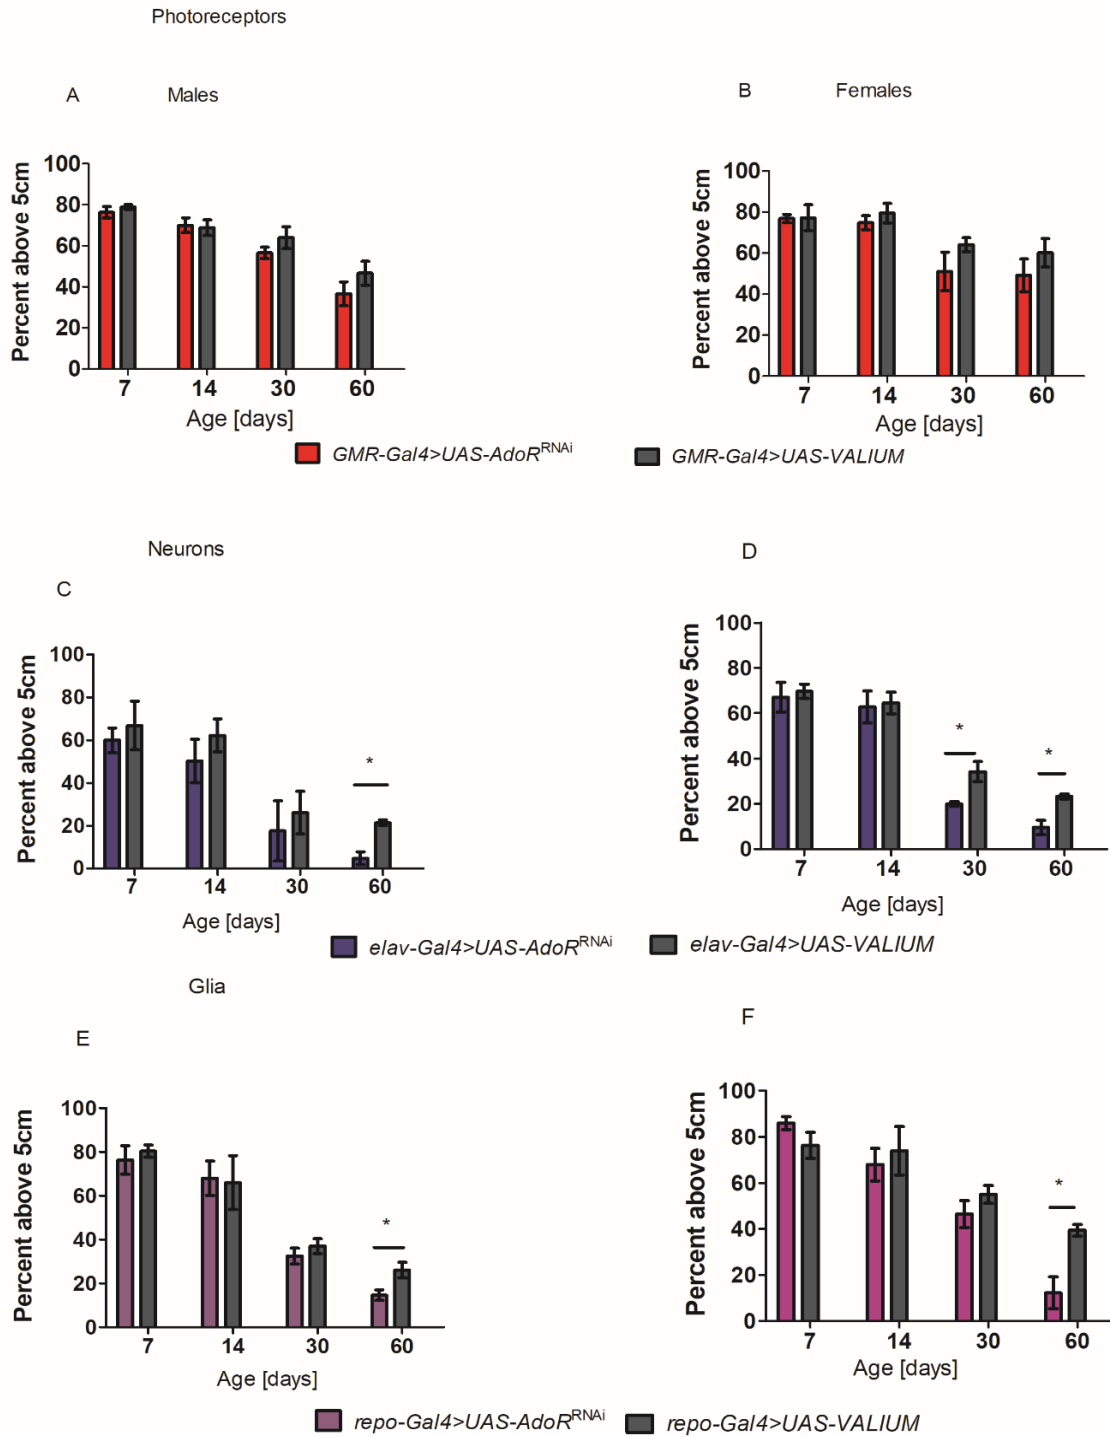 Photoreceptors
A Males
Percent above 5cm
100
80
60
40
20
0
7 14 30 60
Age [days]
B Females
Percent above 5cm
100
80
60
40
20
0
7 14 30 60
Age [days]
GMR-Gal4>UAS-AdoRRNAi GMR-Gal4>UAS-VALIUM
Neurons
C
Percent above 5cm
100
80
60
40
20
0
*
7 14 30 60
Age [days]
D
Percent above 5cm
100
80
60
40
20
0
* *
7 14 30 60
Age [days]
elav-Gal4>UAS-AdoRRNAi elav-Gal4>UAS-VALIUM
Glia
E
Percent above 5cm
100
80
60
40
20
0
*
7 14 30 60
Age [days]
F
Percent above 5cm
100
80
60
40
20
0
*
7 14 30 60
Age [days]
repo-Gal4>UAS-AdoRRNAi repo-Gal4>UAS-VALIUM